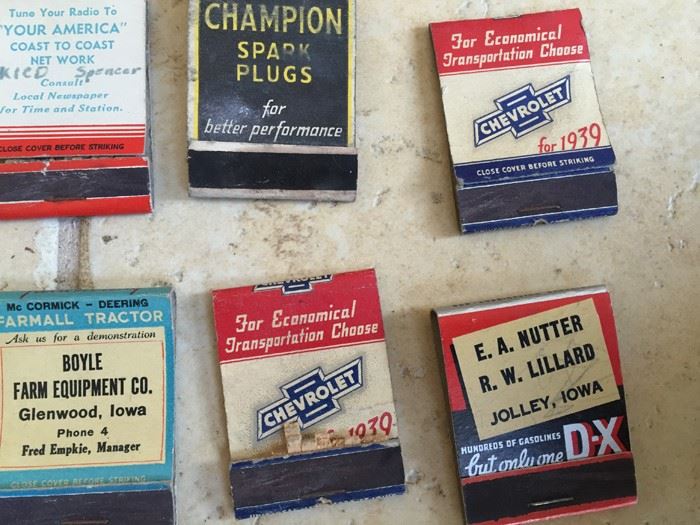 Tune Your Radio To
"YOUR AMERICA"
COAST TO COAST
NET WORK
KICD Spencer
Consult
Local Newspaper
for Time and Station.
CLOSE COVER BEFORE STRIKING
CHAMPION
SPARK
PLUGS
for
better performance
For Economical
Transportation Choose
CHEVROLET
for 1939
CLOSE COVER BEFORE STRIKING
Mc CORMICK - DEERING
FARMALL TRACTOR
Ask us for a demonstration
BOYLE
FARM EQUIPMENT CO.
Glenwood, Iowa
Phone 4
Fred Empkie, Manager
CLOSE COVER BEFORE STRIKING
For Economical
Transportation Choose
CHEVROLET
1939
E. A. NUTTER
R. W. LILLARD
JOLLEY, IOWA
HUNDREDS OF GASOLINES
but only one D-X